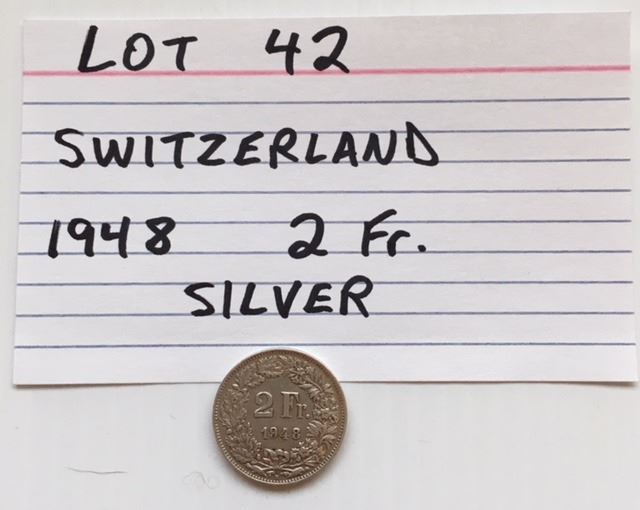 LOT 42
SWITZERLAND
1948 2 Fr.
SILVER
2 Fr.
1948